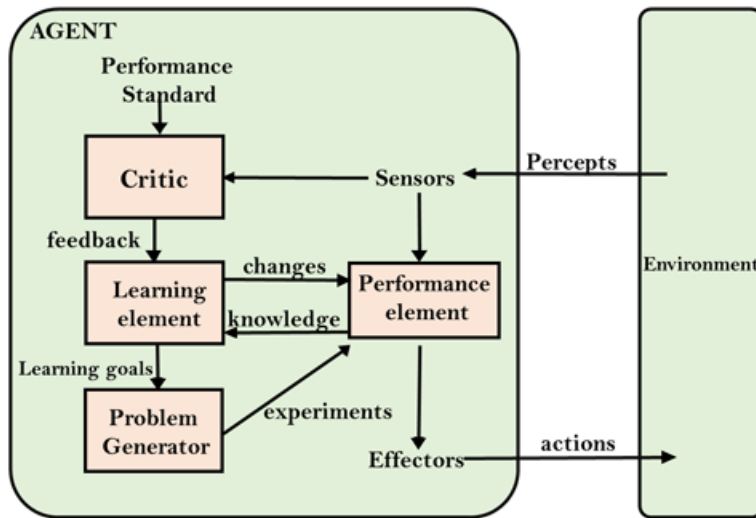 AGENT
Performance
Standard
Critic
Sensors
Percepts
feedback
changes
Learning
element
Performance
element
Environment
knowledge
Learning goals
Problem
Generator
experiments
Effectors
actions